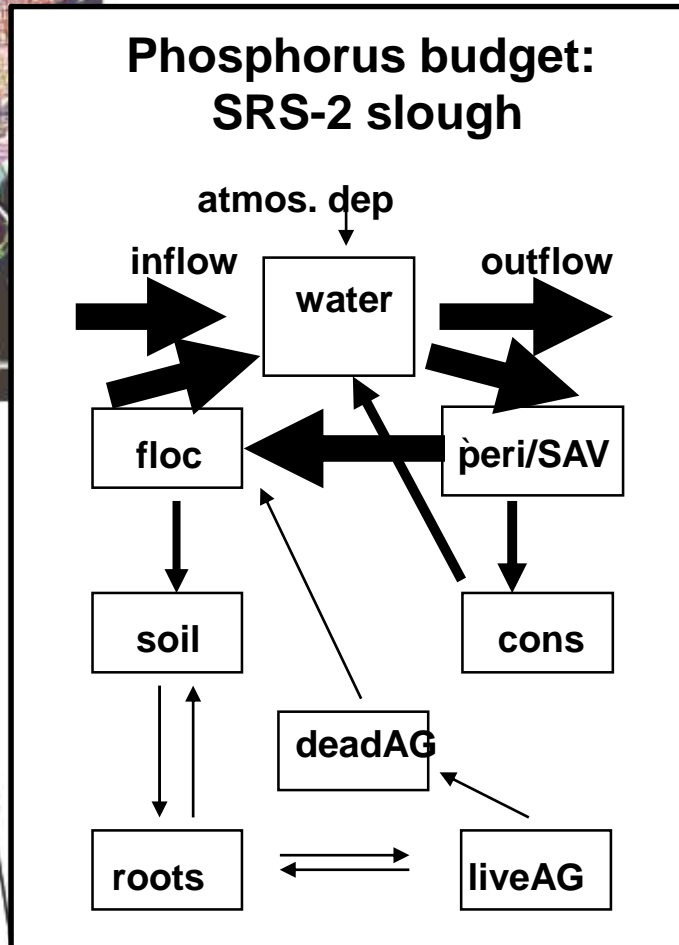 Phosphorus budget:
SRS-2 slough
atmos. dep
inflow
outflow
water
floc
`peri/SAV
soil
cons
deadAG
roots
liveAG